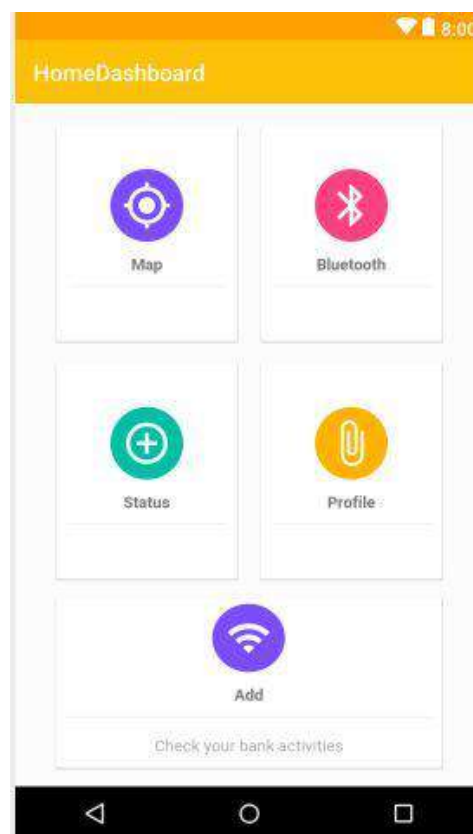 8:00
HomeDashboard
Map
Bluetooth
Status
Profile
Add
Check your bank activities